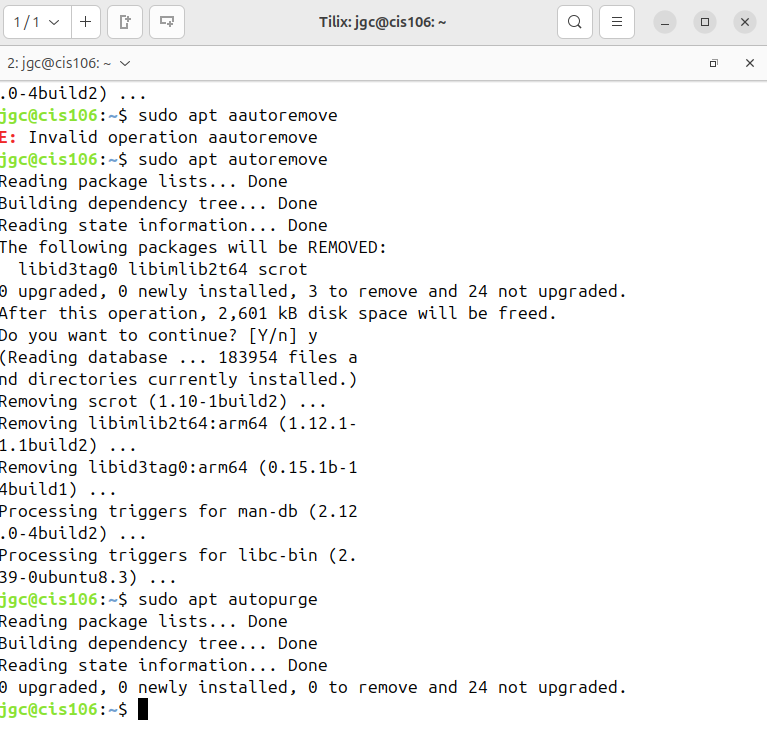 1 / 1
Tilix: jgc@cis106: ~
2: jgc@cis106: ~
.0-4build2) ...
jgc@cis106:~$ sudo apt aautoremove
E: Invalid operation aautoremove
jgc@cis106:~$ sudo apt autoremove
Reading package lists... Done
Building dependency tree... Done
Reading state information... Done
The following packages will be REMOVED:
  libid3tag0 libimlib2t64 scrot
0 upgraded, 0 newly installed, 3 to remove and 24 not upgraded.
After this operation, 2,601 kB disk space will be freed.
Do you want to continue? [Y/n] y
(Reading database ... 183954 files a
nd directories currently installed.)
Removing scrot (1.10-1build2) ...
Removing libimlib2t64:arm64 (1.12.1-
1.1build2) ...
Removing libid3tag0:arm64 (0.15.1b-1
4build1) ...
Processing triggers for man-db (2.12
.0-4build2) ...
Processing triggers for libc-bin (2.
39-0ubuntu8.3) ...
jgc@cis106:~$ sudo apt autopurge
Reading package lists... Done
Building dependency tree... Done
Reading state information... Done
0 upgraded, 0 newly installed, 0 to remove and 24 not upgraded.
jgc@cis106:~$